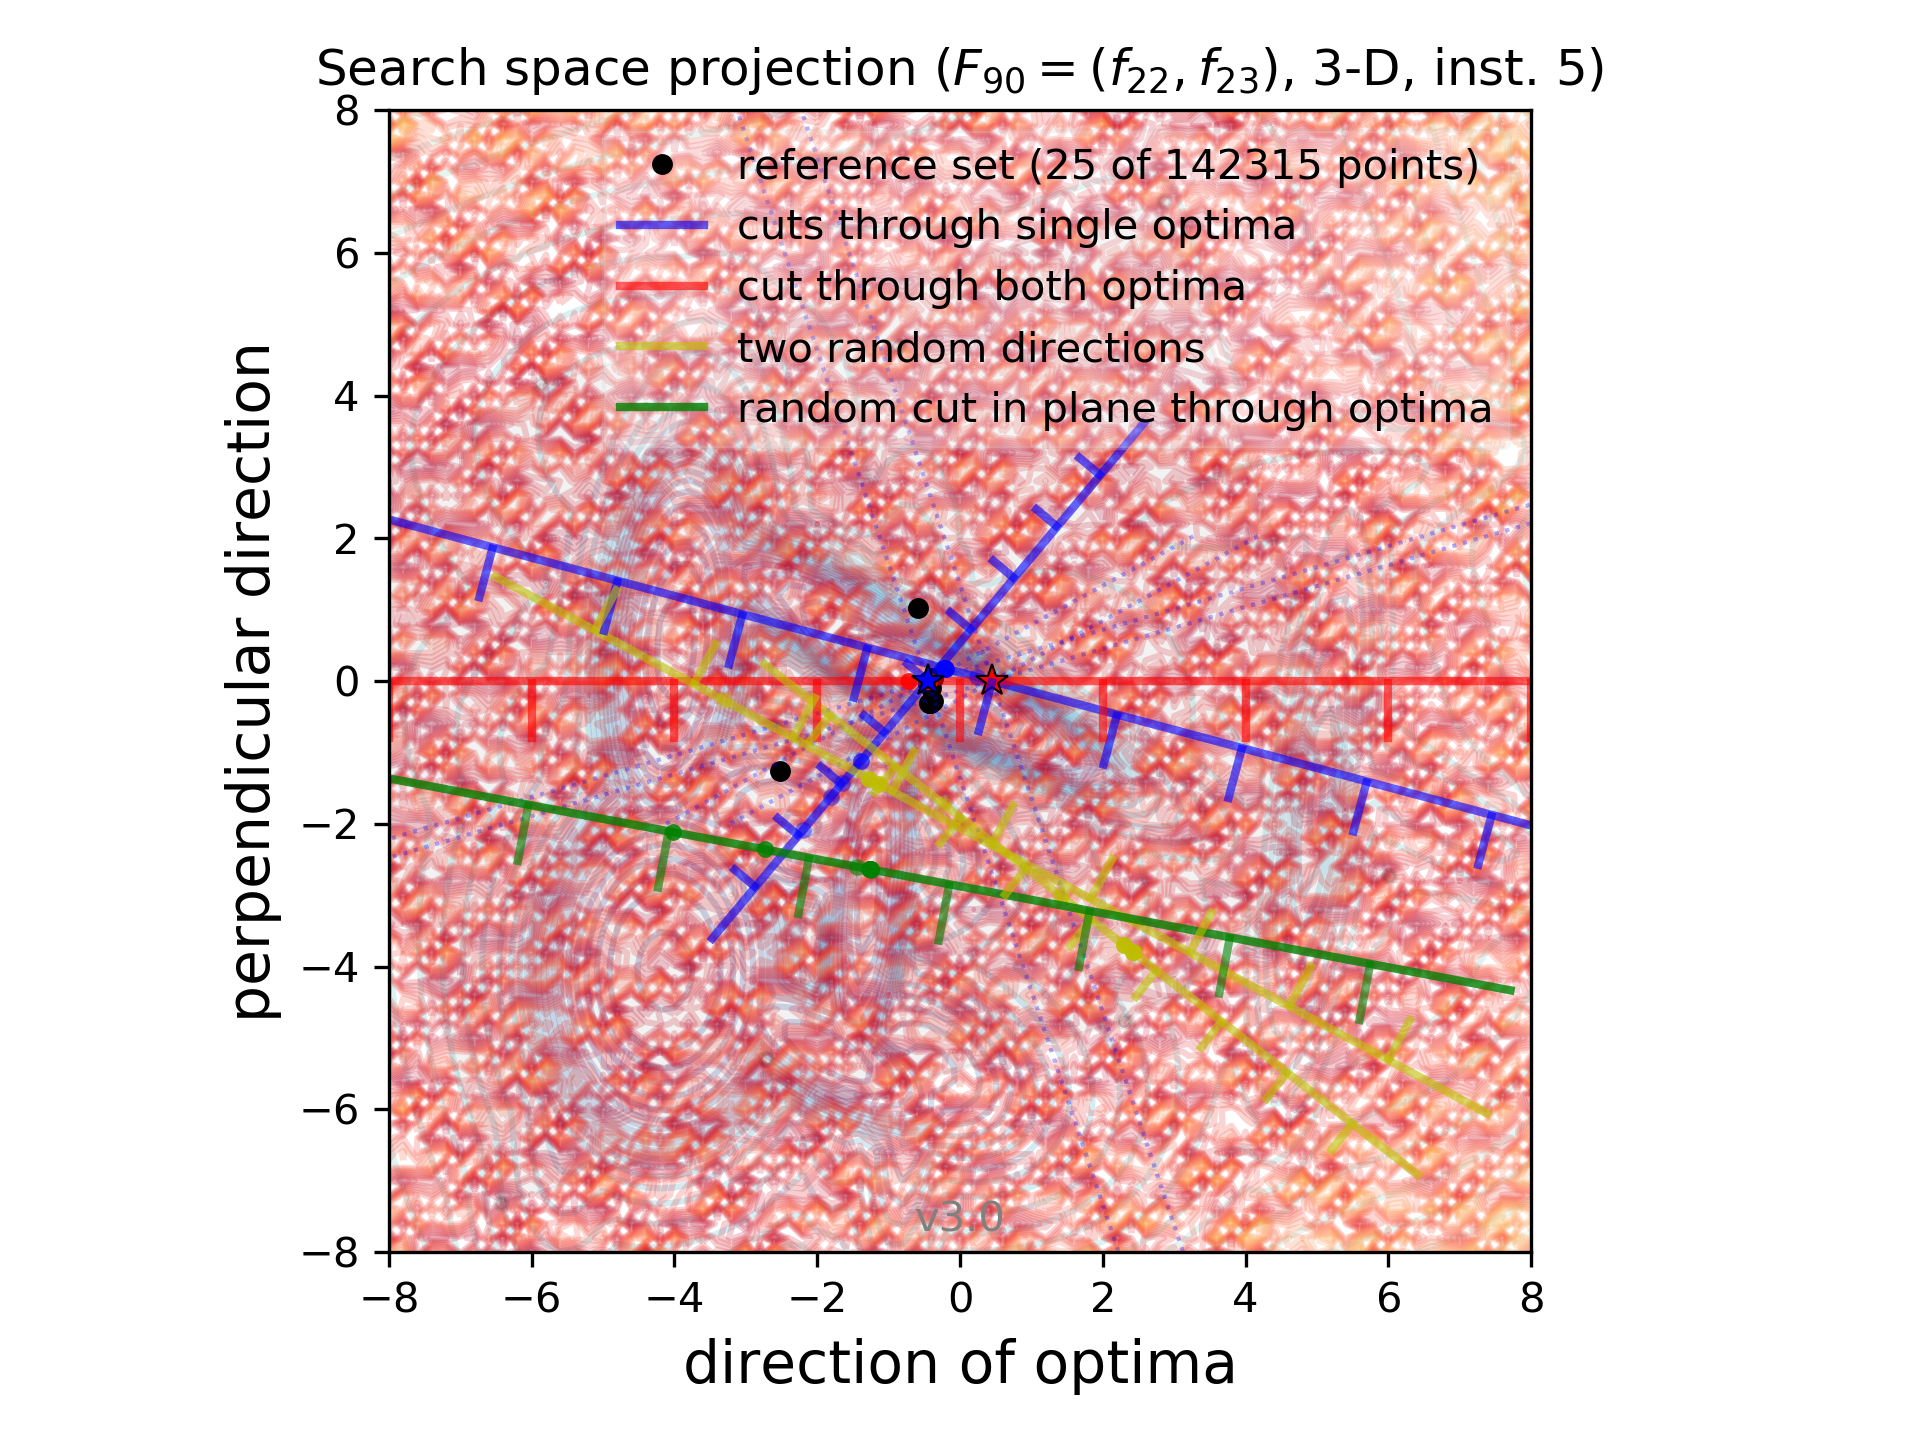 Search space projection (F₉₀ = (f₂₂, f₂₃), 3-D, inst. 5)
8
6
4
2
0
−2
−4
−6
−8
perpendicular direction
reference set (25 of 142315 points)
cuts through single optima
cut through both optima
two random directions
random cut in plane through optima
v3.0
−8 −6 −4 −2 0 2 4 6 8
direction of optima